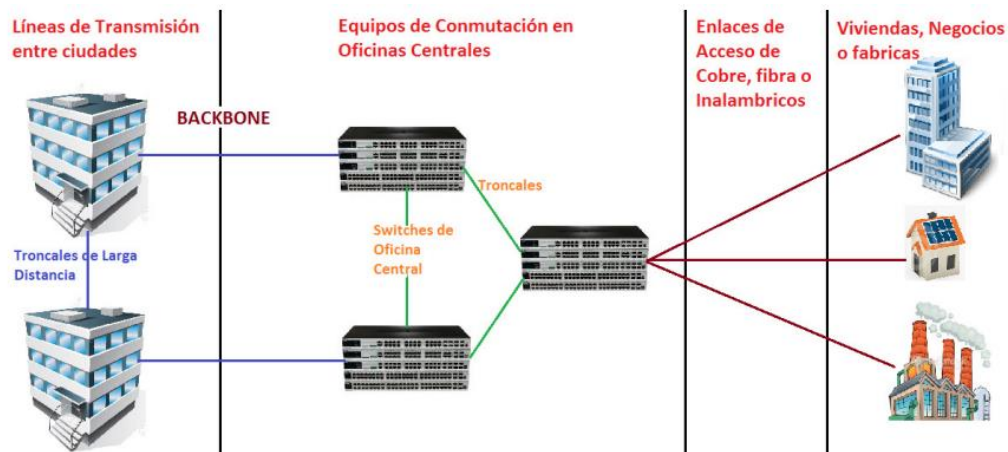 Líneas de Transmisión
entre ciudades
Equipos de Conmutación en
Oficinas Centrales
Enlaces de
Acceso de
Cobre, fibra o
Inalambricos
Viviendas, Negocios
o fabricas
BACKBONE
Troncales
Switches de
Oficina
Central
Troncales de Larga
Distancia